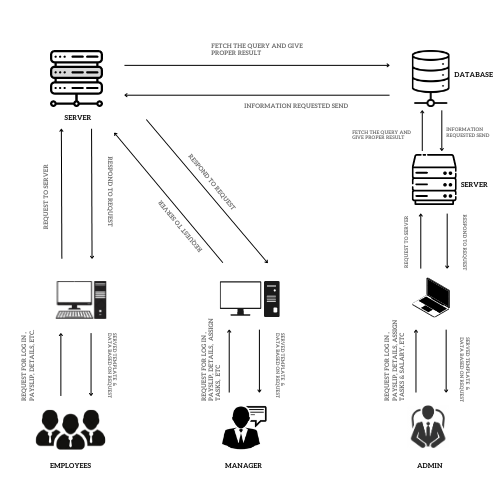 FETCH THE QUERY AND GIVE
PROPER RESULT
DATABASE
INFORMATION REQUESTED SEND
SERVER
FETCH THE QUERY AND
GIVE PROPER RESULT
INFORMATION
REQUESTED SEND
SERVER
REQUEST TO SERVER
RESPOND TO REQUEST
RESPOND TO REQUEST
REQUEST TO SERVER
REQUEST TO SERVER
RESPOND TO REQUEST
REQUEST FOR LOG IN ,
PAYSLIP, DETAILS, ETC.
SERVED TEMPLATE &
DATA BASED ON REQUEST
REQUEST FOR LOG IN ,
PAYSLIP, DETAILS, ASSIGN
TASKS, ETC
SERVED TEMPLATE &
DATA BASED ON REQUEST
REQUEST FOR LOG IN ,
PAYSLIP, DETAILS, ASSIGN
TASKS & SALARY, ETC
SERVED TEMPLATE &
DATA BASED ON REQUEST
EMPLOYEES
MANAGER
ADMIN